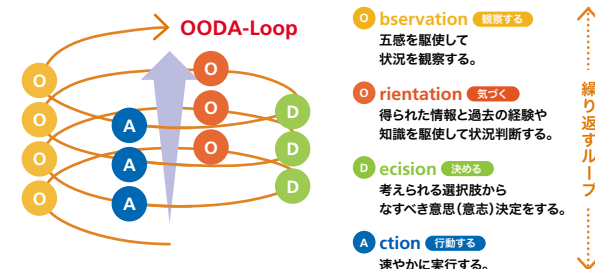 OODA-Loop
O
O
O
O
O
O
O
A
A
A
D
D
D
Observation 観察する
五感を駆使して
状況を観察する。
Orientation 気づく
得られた情報と過去の経験や
知識を駆使して状況判断する。
Decision 決める
考えられる選択肢から
なすべき意思(意志)決定をする。
Action 行動する
速やかに実行する。
繰り返すループ